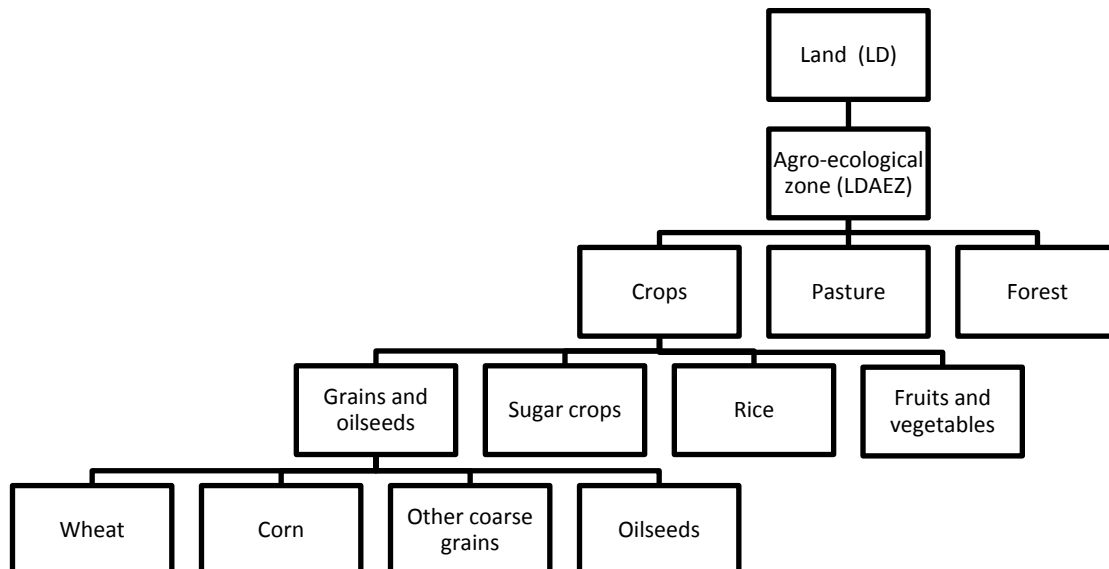 Land  (LD)
Agro-ecological
zone (LDAEZ)
Crops
Pasture
Forest
Grains and
oilseeds
Sugar crops
Rice
Fruits and
vegetables
Wheat
Corn
Other coarse
grains
Oilseeds